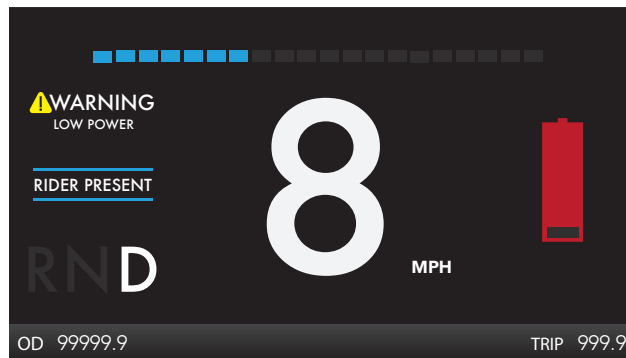 WARNING
LOW POWER
RIDER PRESENT
8 MPH
RND
OD 99999.9 TRIP 999.9